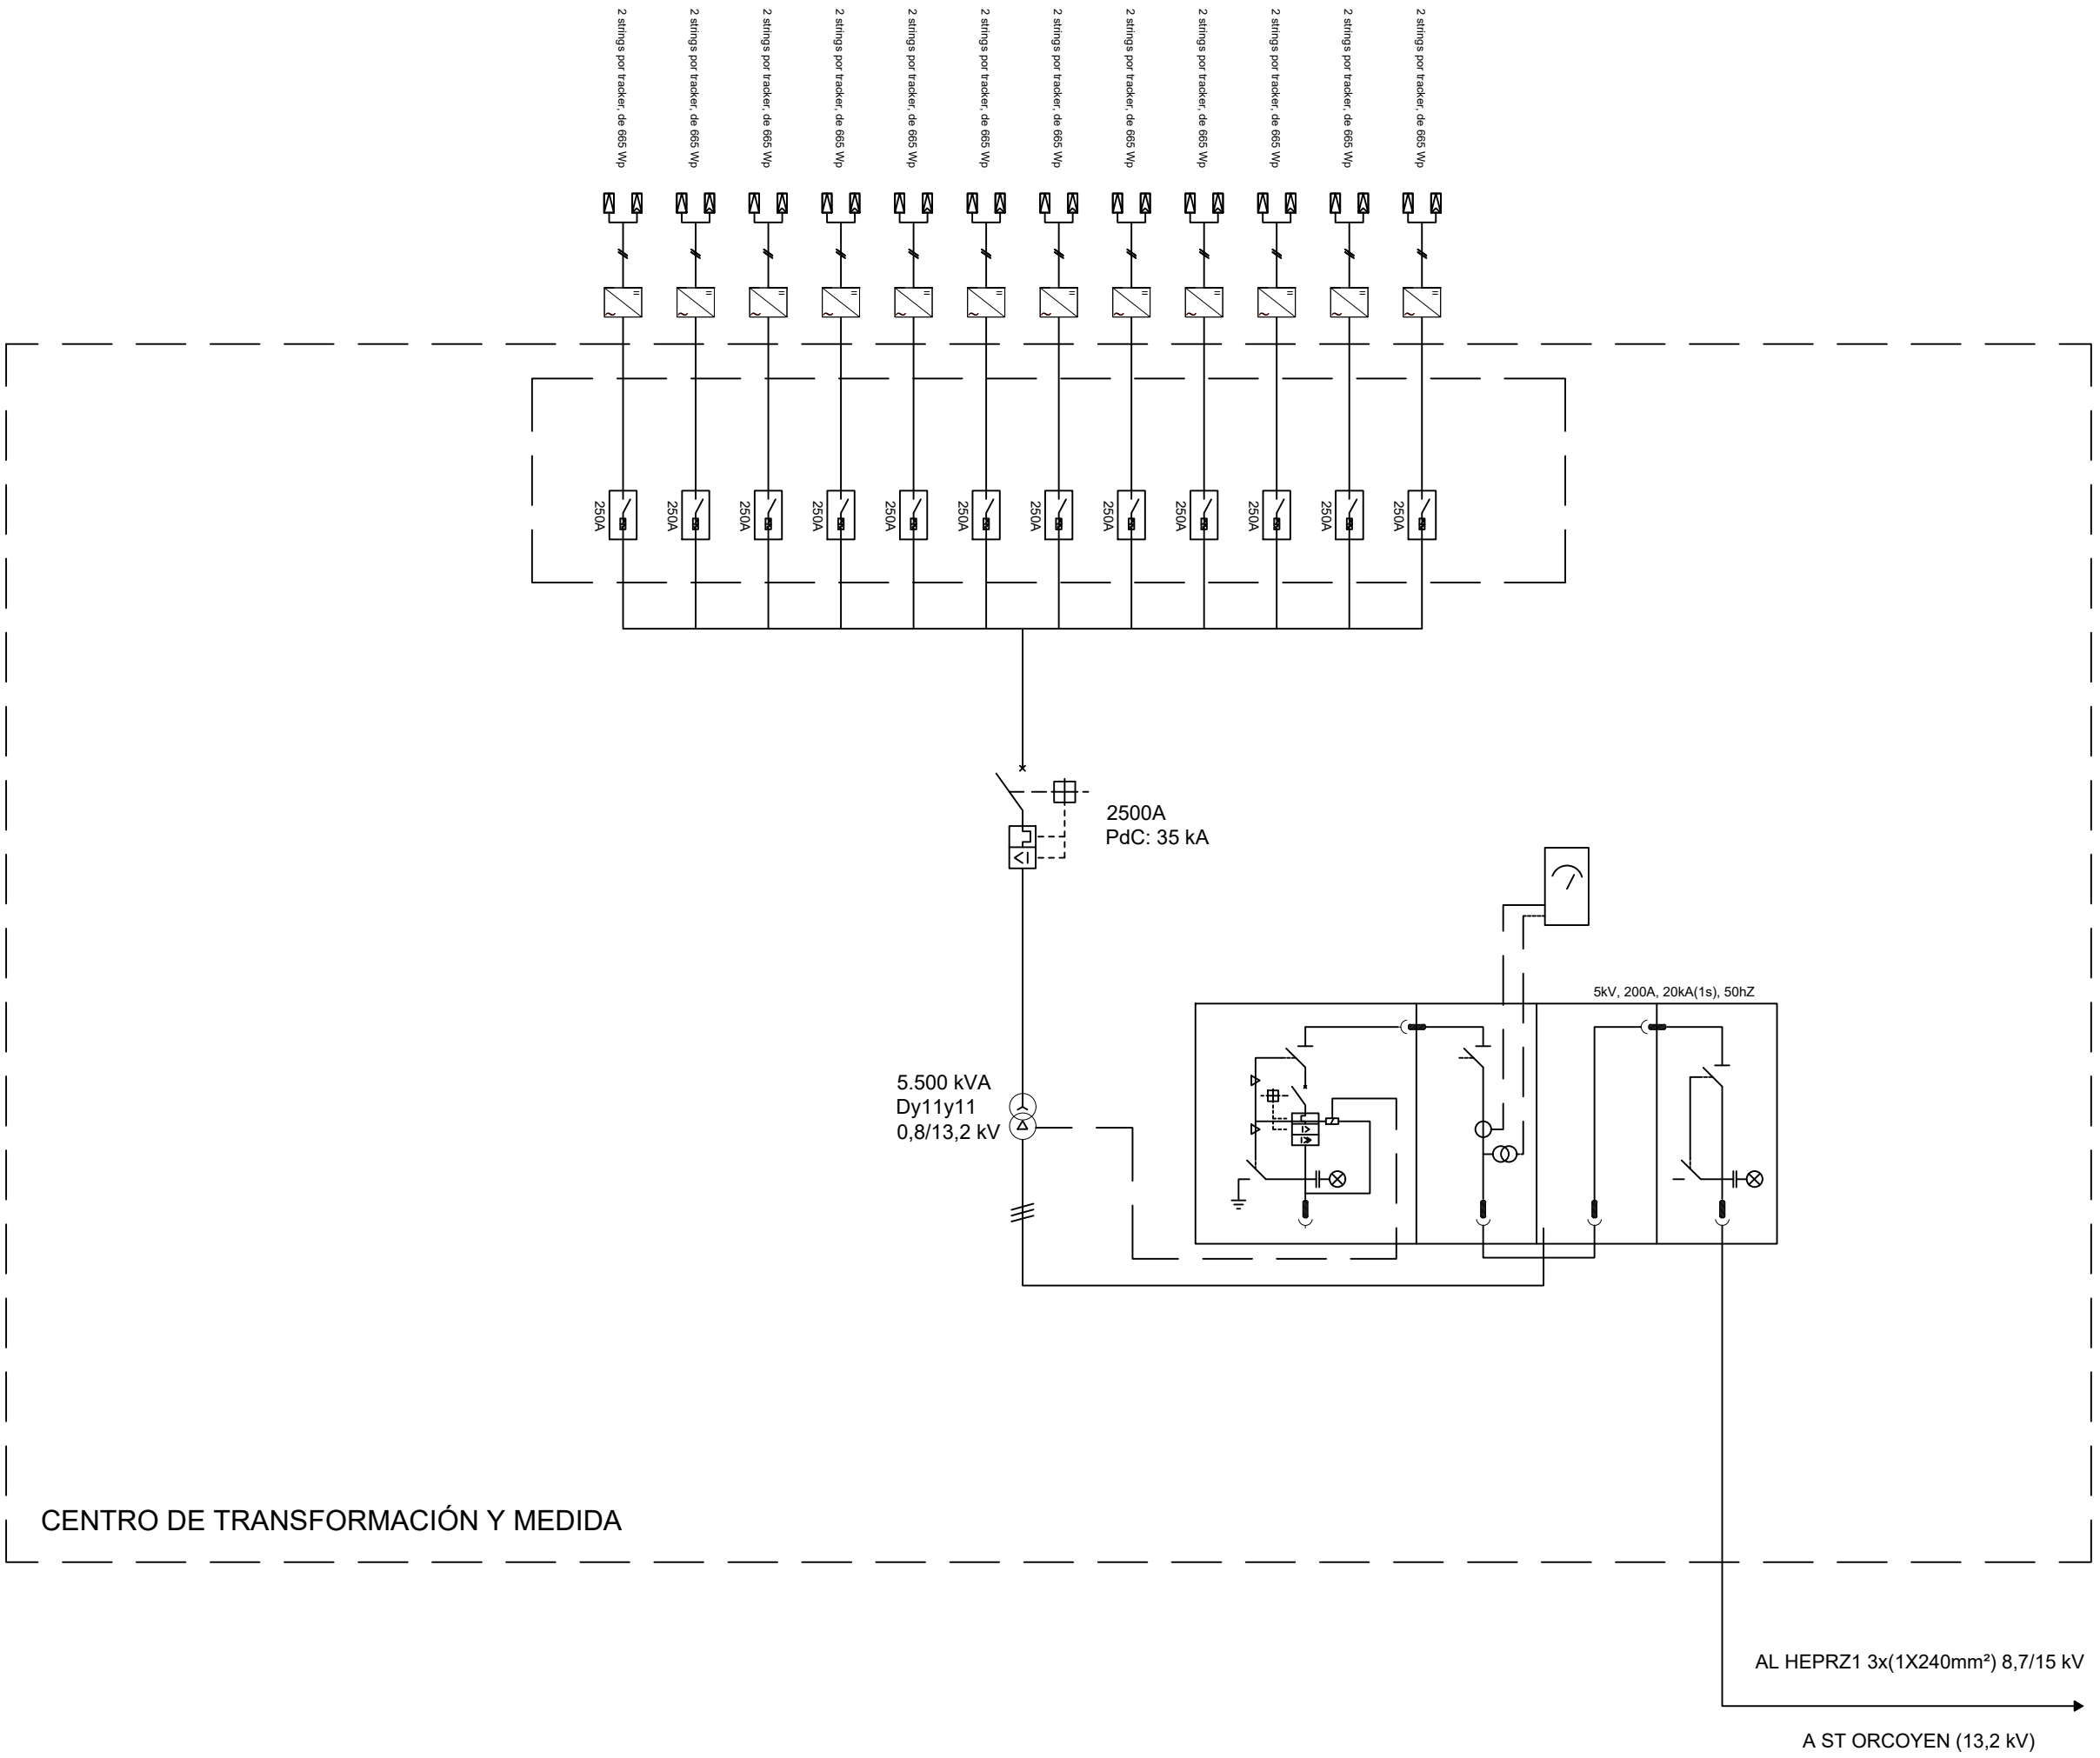 2 strings por tracker, de 665 Wp
2 strings por tracker, de 665 Wp
2 strings por tracker, de 665 Wp
2 strings por tracker, de 665 Wp
2 strings por tracker, de 665 Wp
2 strings por tracker, de 665 Wp
2 strings por tracker, de 665 Wp
2 strings por tracker, de 665 Wp
2 strings por tracker, de 665 Wp
2 strings por tracker, de 665 Wp
2 strings por tracker, de 665 Wp
2 strings por tracker, de 665 Wp
250A
250A
250A
250A
250A
250A
250A
250A
250A
250A
250A
250A
2500A
PdC: 35 kA
5kV, 200A, 20kA(1s), 50hZ
5.500 kVA
Dy11y11
0,8/13,2 kV
CENTRO DE TRANSFORMACIÓN Y MEDIDA
AL HEPRZ1 3x(1X240mm²) 8,7/15 kV
A ST ORCOYEN (13,2 kV)